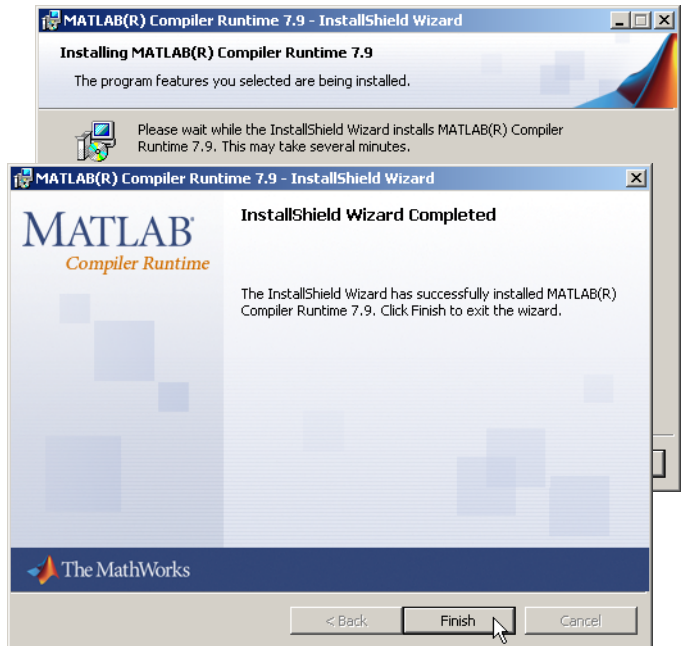 MATLAB(R) Compiler Runtime 7.9 - InstallShield Wizard
Installing MATLAB(R) Compiler Runtime 7.9
The program features you selected are being installed.
Please wait while the InstallShield Wizard installs MATLAB(R) Compiler
Runtime 7.9. This may take several minutes.
MATLAB(R) Compiler Runtime 7.9 - InstallShield Wizard
MATLAB®
Compiler Runtime
InstallShield Wizard Completed
The InstallShield Wizard has successfully installed MATLAB(R)
Compiler Runtime 7.9. Click Finish to exit the wizard.
The MathWorks
< Back
Finish
Cancel